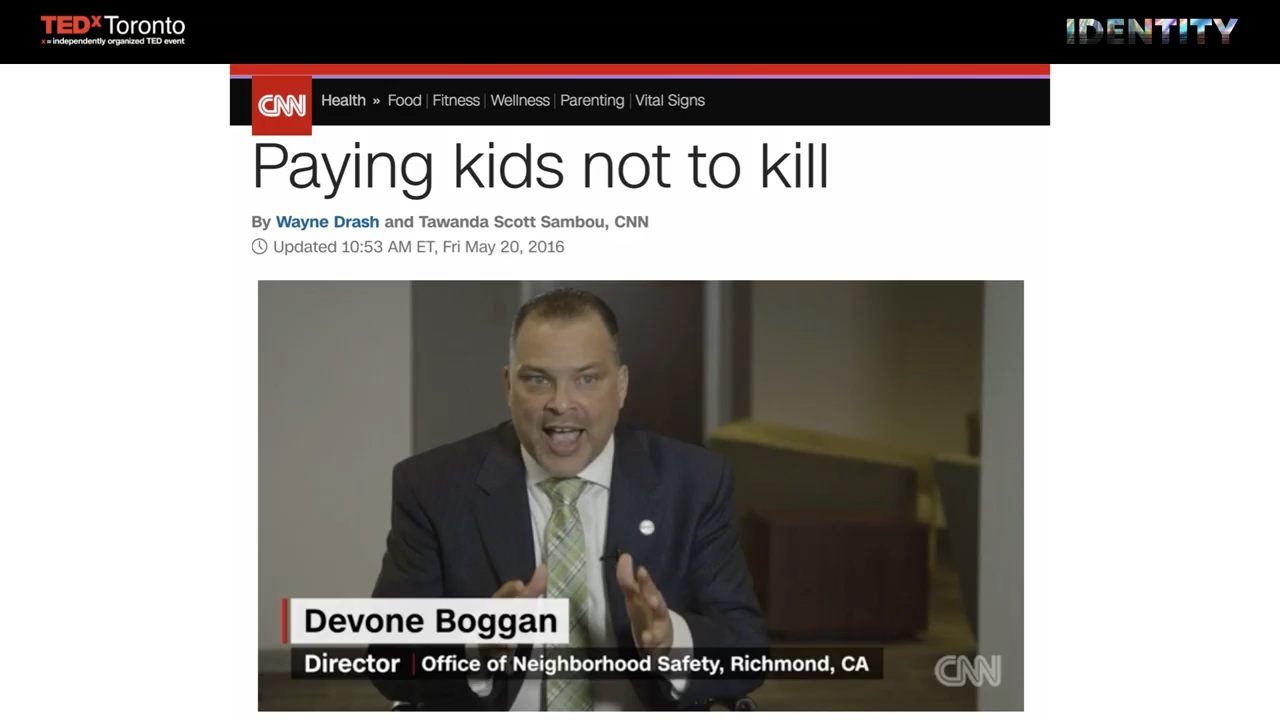 TEDxToronto
x = independently organized TED event
IDENTITY
CNN Health » Food | Fitness | Wellness | Parenting | Vital Signs
Paying kids not to kill
By Wayne Drash and Tawanda Scott Sambou, CNN
Updated 10:53 AM ET, Fri May 20, 2016
Devone Boggan
Director | Office of Neighborhood Safety, Richmond, CA
CNN